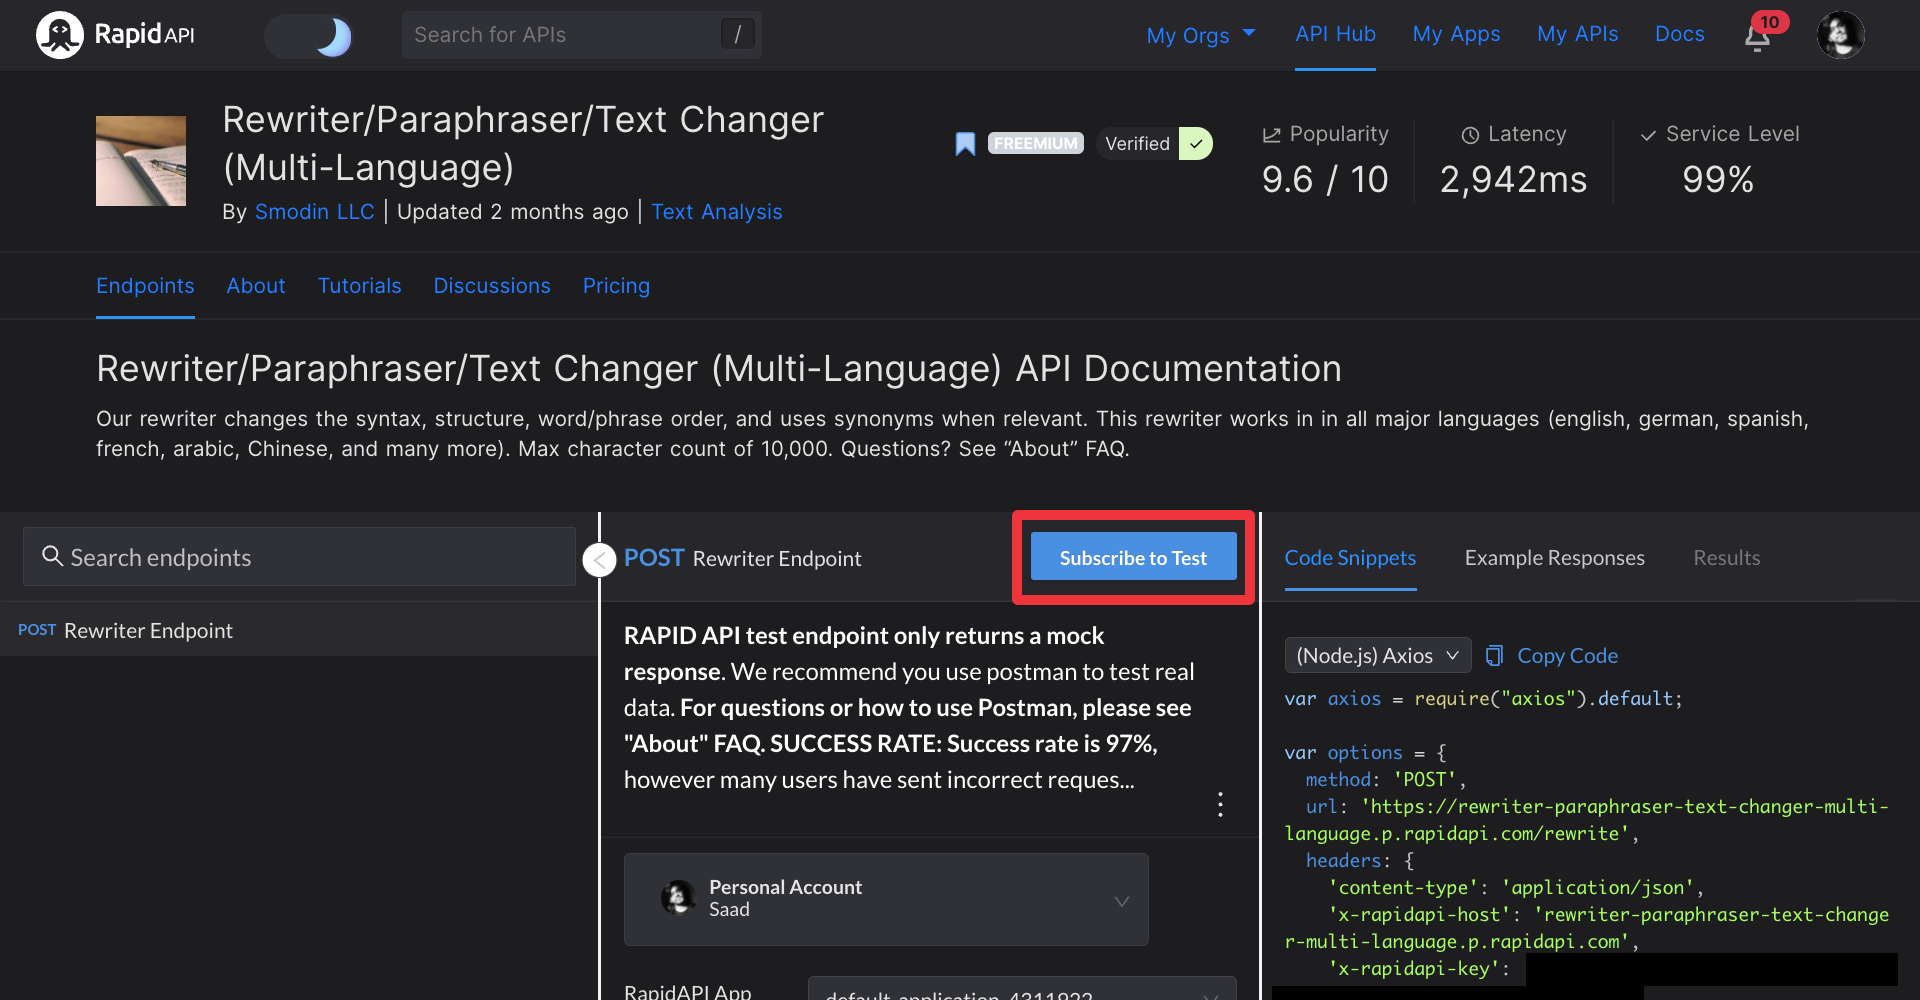 RapidAPI
Search for APIs
/
My Orgs
API Hub
My Apps
My APIs
Docs
10
Rewriter/Paraphraser/Text Changer
(Multi-Language)
By Smodin LLC | Updated 2 months ago | Text Analysis
FREEMIUM
Verified
Popularity
9.6 / 10
Latency
2,942ms
Service Level
99%
Endpoints
About
Tutorials
Discussions
Pricing
Rewriter/Paraphraser/Text Changer (Multi-Language) API Documentation
Our rewriter changes the syntax, structure, word/phrase order, and uses synonyms when relevant. This rewriter works in in all major languages (english, german, spanish,
french, arabic, Chinese, and many more). Max character count of 10,000. Questions? See “About” FAQ.
Search endpoints
POST Rewriter Endpoint
POST Rewriter Endpoint
Subscribe to Test
RAPID API test endpoint only returns a mock
response. We recommend you use postman to test real
data. For questions or how to use Postman, please see
"About" FAQ. SUCCESS RATE: Success rate is 97%,
however many users have sent incorrect reques...
Personal Account
Saad
RapidAPI App
default-application_4311922
Code Snippets
Example Responses
Results
(Node.js) Axios
Copy Code
var axios = require("axios").default;
var options = {
method: 'POST',
url: 'https://rewriter-paraphraser-text-changer-multi-
language.p.rapidapi.com/rewrite',
headers: {
'content-type': 'application/json',
'x-rapidapi-host': 'rewriter-paraphraser-text-change
r-multi-language.p.rapidapi.com',
'x-rapidapi-key':